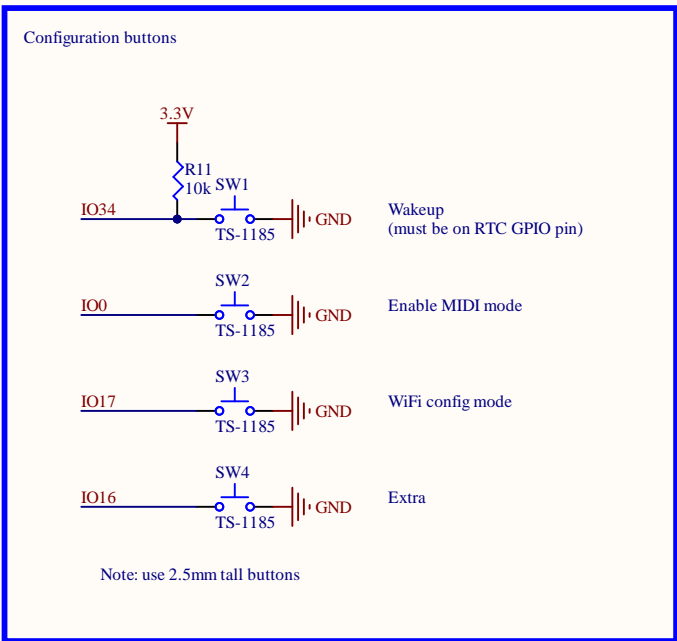 Configuration buttons
3.3V
R11
10k
SW1
IO34
GND
TS-1185
Wakeup
(must be on RTC GPIO pin)
SW2
IO0
GND
TS-1185
Enable MIDI mode
SW3
IO17
GND
TS-1185
WiFi config mode
SW4
IO16
GND
TS-1185
Extra
Note: use 2.5mm tall buttons